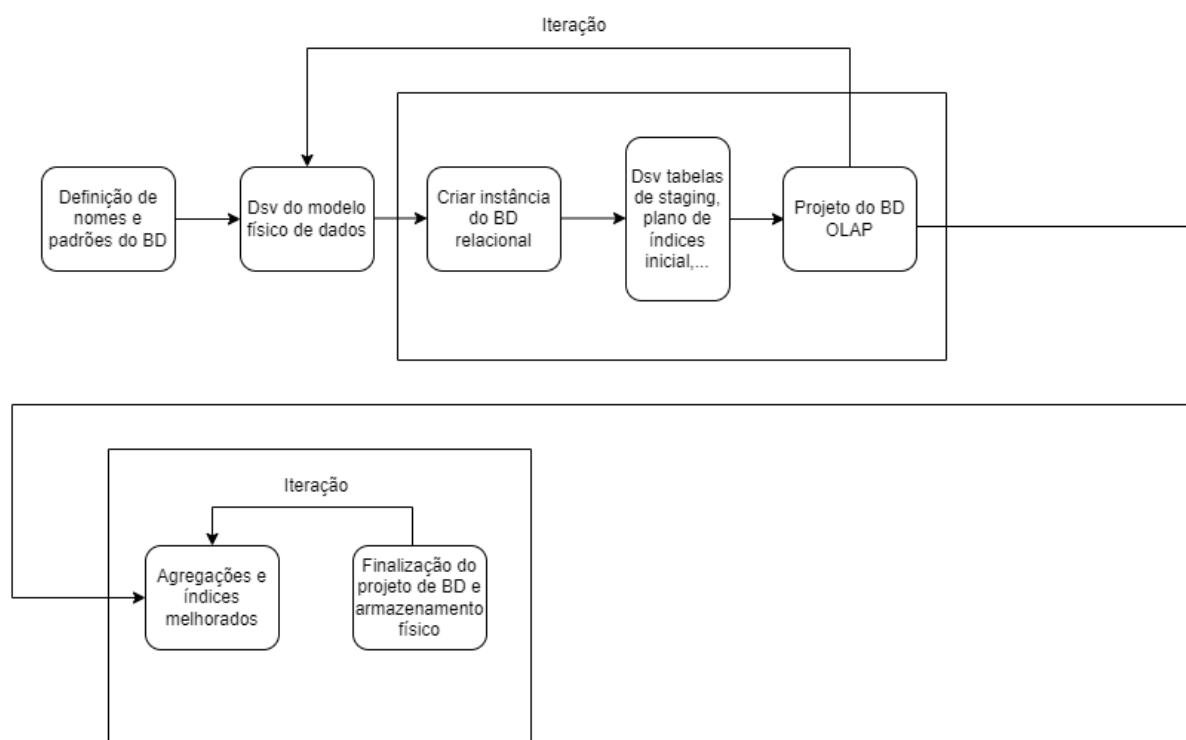 Iteração
Definição de
nomes e
padrões do BD
Dsv do modelo
físico de dados
Criar instância
do BD
relacional
Dsv tabelas
de staging,
plano de
índices
inicial,...
Projeto do BD
OLAP
Iteração
Agregações e
índices
melhorados
Finalização do
projeto de BD e
armazenamento
físico